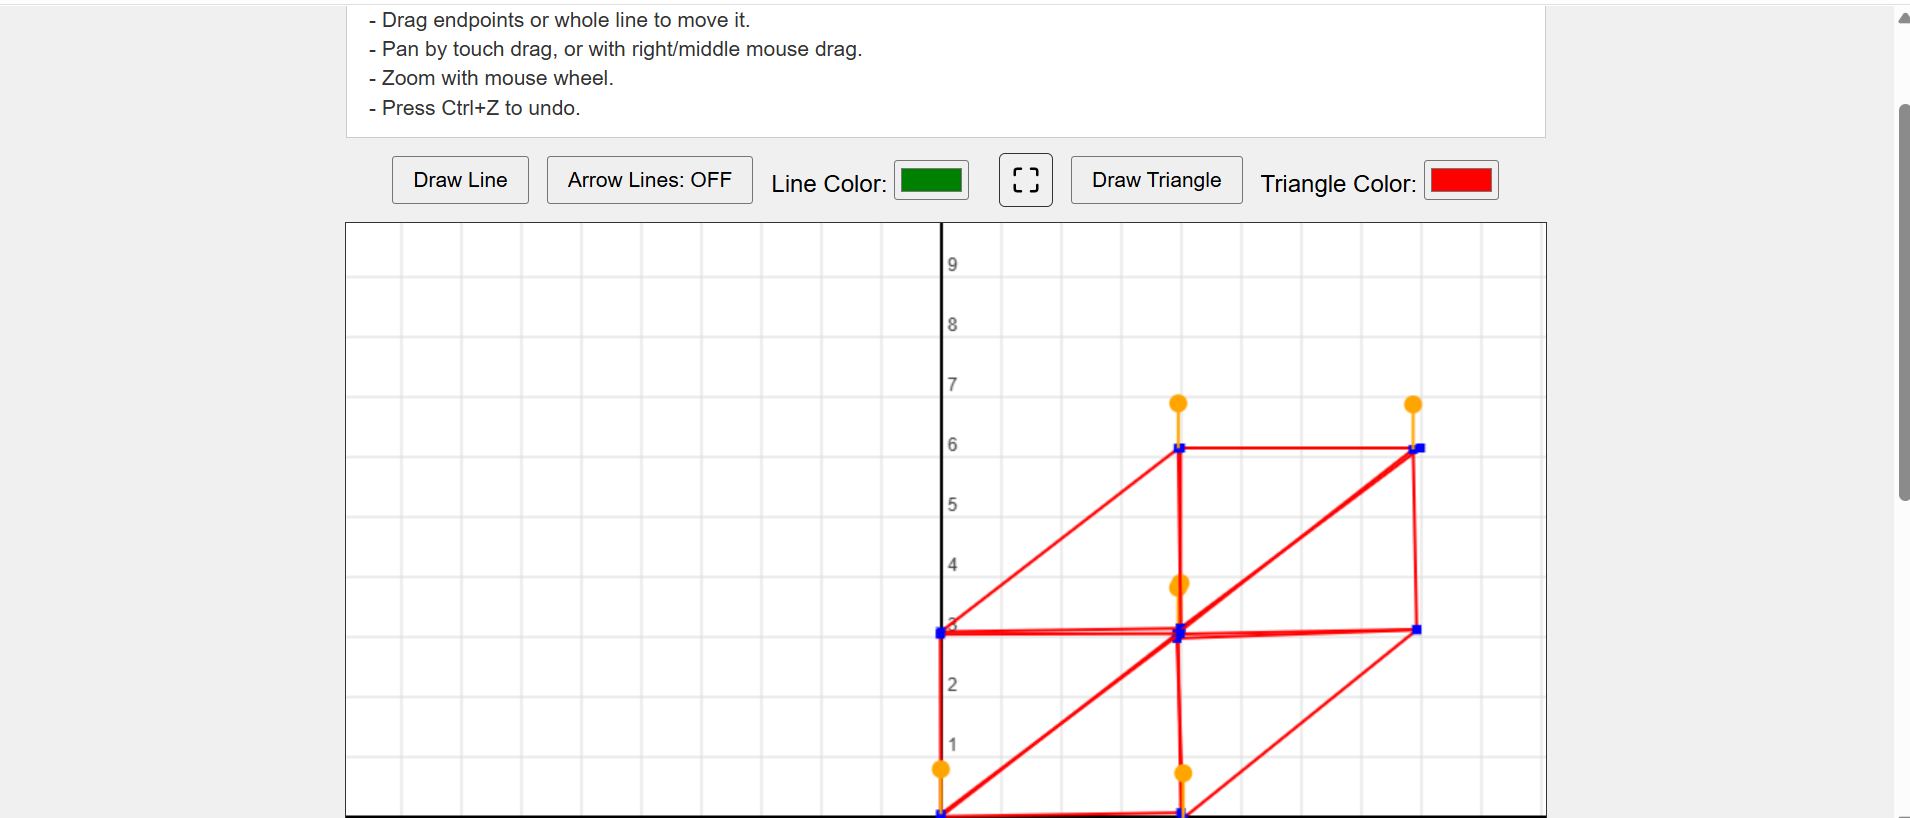 - Drag endpoints or whole line to move it.
- Pan by touch drag, or with right/middle mouse drag.
- Zoom with mouse wheel.
- Press Ctrl+Z to undo.
Draw Line Arrow Lines: OFF Line Color: Draw Triangle Triangle Color:
9
8
7
6
5
4
3
2
1